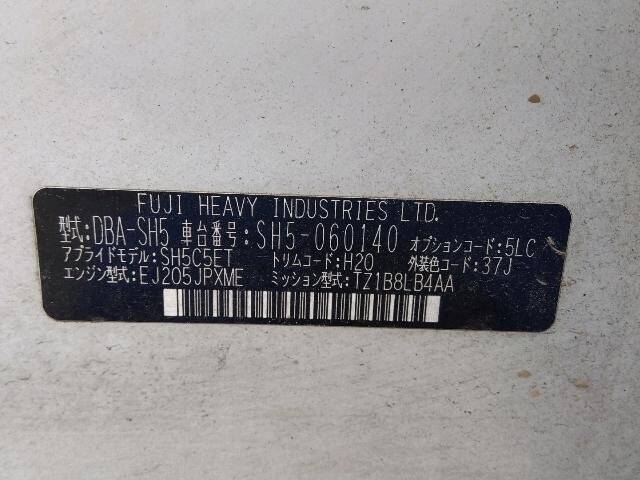 FUJI HEAVY INDUSTRIES LTD.
型式:DBA-SH5 車台番号:SH5-060140 オプションコード:5LC
アプライドモデル:SH5C5ET トリムコード:H20 外装色コード:37J
エンジン型式:EJ205JPXME ミッション型式:TZ1B8LB4AA